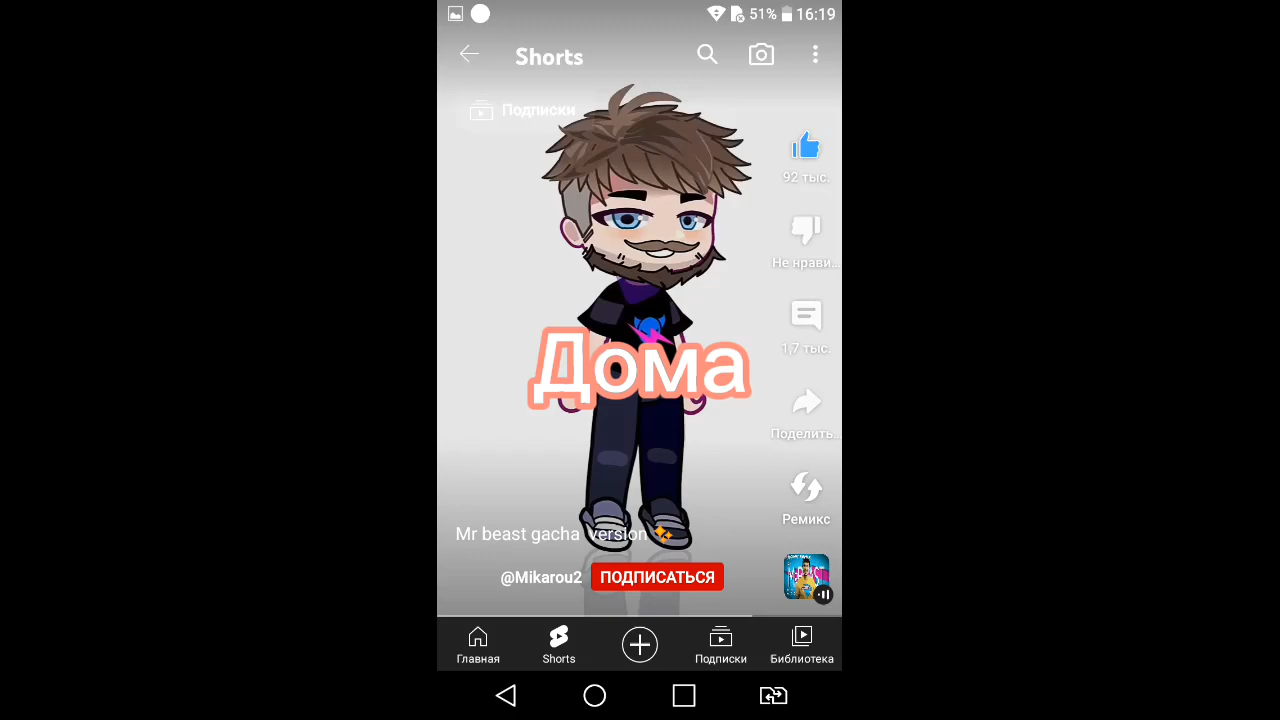 51% 16:19
Shorts
Подписки
92 тыс.
Не нрави...
Дома
1,7 тыс.
Поделить...
Ремикс
Mr beast gacha version ✨
@Mikarou2 ПОДПИСАТЬСЯ
Главная Shorts Подписки Библиотека